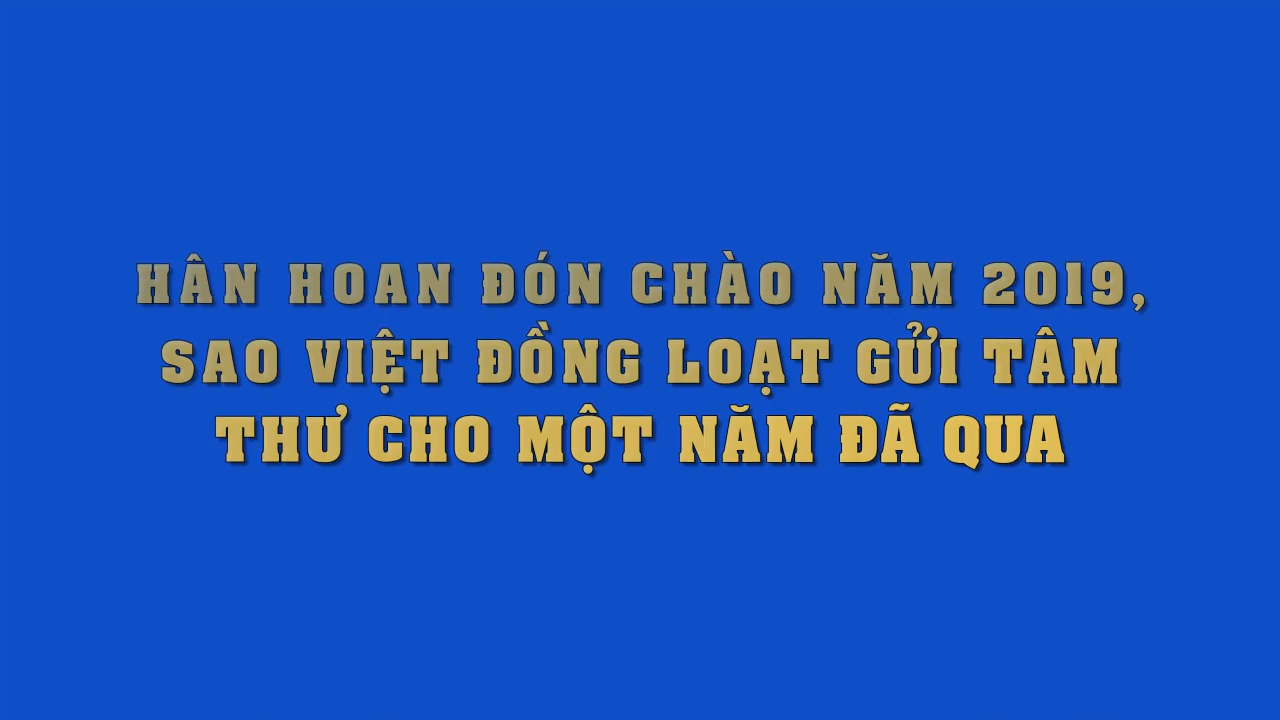 HÂN HOAN ĐÓN CHÀO NĂM 2019,
SAO VIỆT ĐỒNG LOẠT GỬI TÂM
THƯ CHO MỘT NĂM ĐÃ QUA